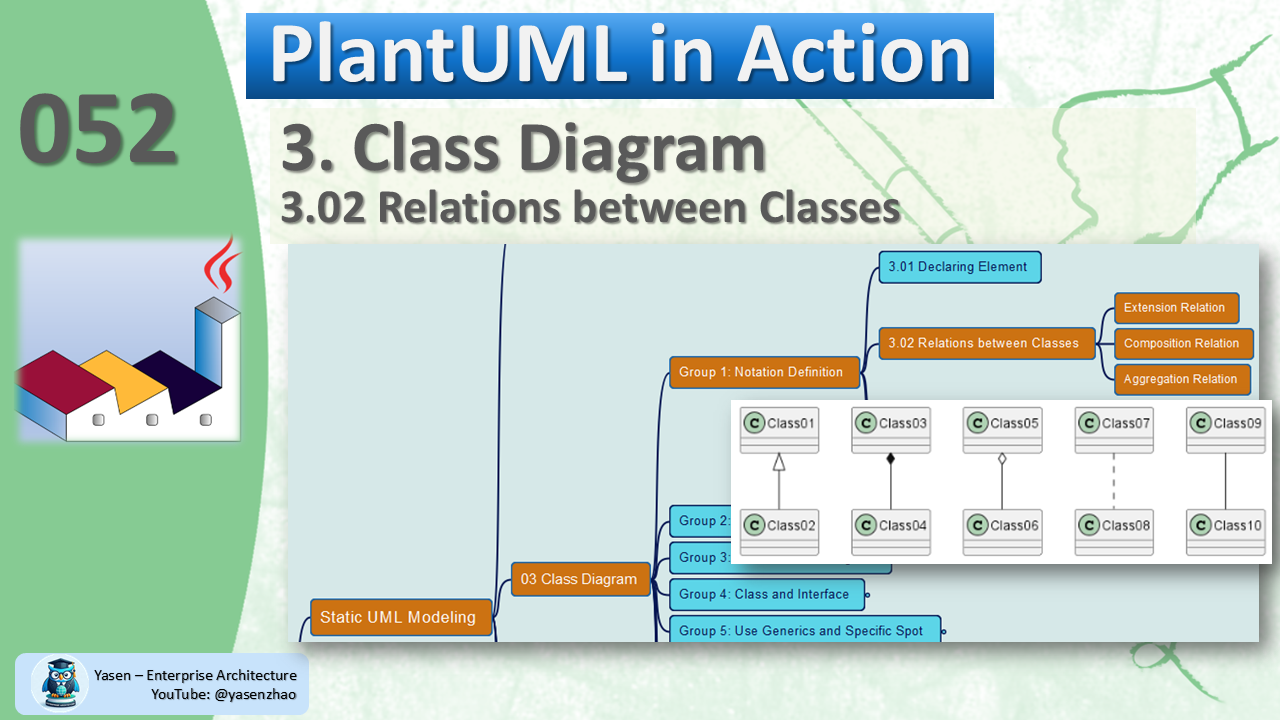 PlantUML in Action
052
3. Class Diagram
3.02 Relations between Classes
3.01 Declaring Element
Extension Relation
3.02 Relations between Classes
Composition Relation
Group 1: Notation Definition
Aggregation Relation
C Class01
C Class03
C Class05
C Class07
C Class09
C Class02
C Class04
C Class06
C Class08
C Class10
Group 2:
Group 3:
03 Class Diagram
Group 4: Class and Interface
Static UML Modeling
Group 5: Use Generics and Specific Spot
Yasen – Enterprise Architecture
YouTube: @yasenzhao